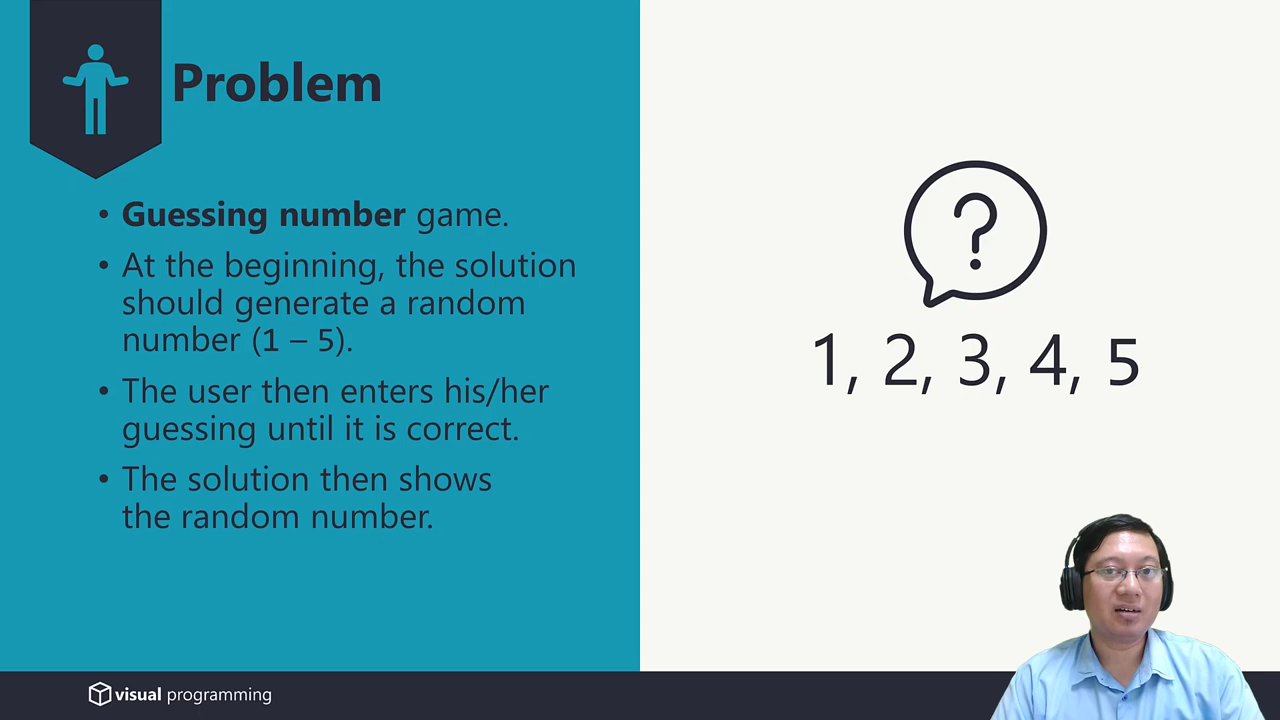 Problem
• Guessing number game.
• At the beginning, the solution
should generate a random
number (1 – 5).
• The user then enters his/her
guessing until it is correct.
• The solution then shows
the random number.
?
1, 2, 3, 4, 5
visual programming